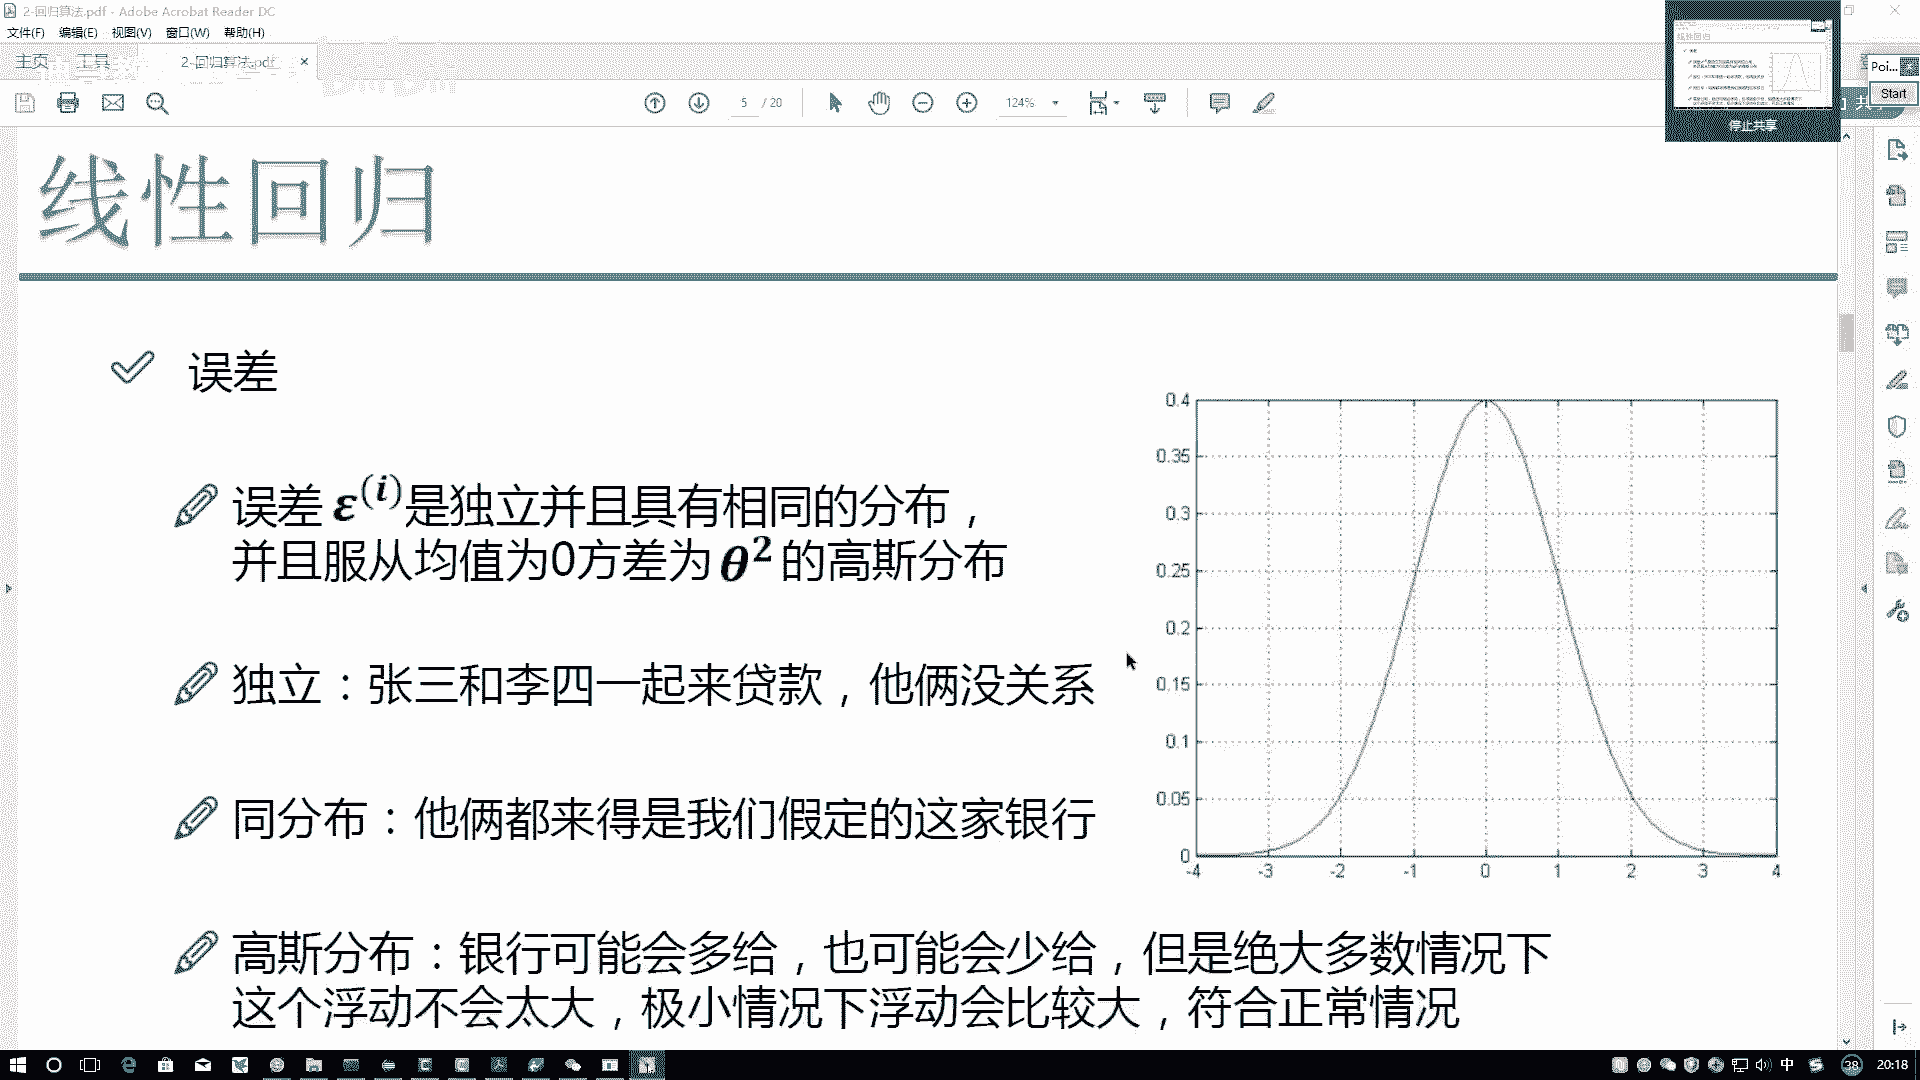 2-回归算法.pdf - Adobe Acrobat Reader DC
文件(F) 编辑(E) 视图(V) 窗口(W) 帮助(H)
主页 工具 2-回归算法.pdf ×
5 / 20 124%
Poi...
Start
停止共享
线性回归
误差
误差 ε⁽ⁱ⁾是独立并且具有相同的分布，
并且服从均值为0方差为 θ² 的高斯分布
独立：张三和李四一起来贷款，他俩没关系
同分布：他俩都来得是我们假定的这家银行
高斯分布：银行可能会多给，也可能会少给，但是绝大多数情况下
这个浮动不会太大，极小情况下浮动会比较大，符合正常情况
0.4
0.35
0.3
0.25
0.2
0.15
0.1
0.05
0
-4 -3 -2 -1 0 1 2 3 4
中 38 20:18